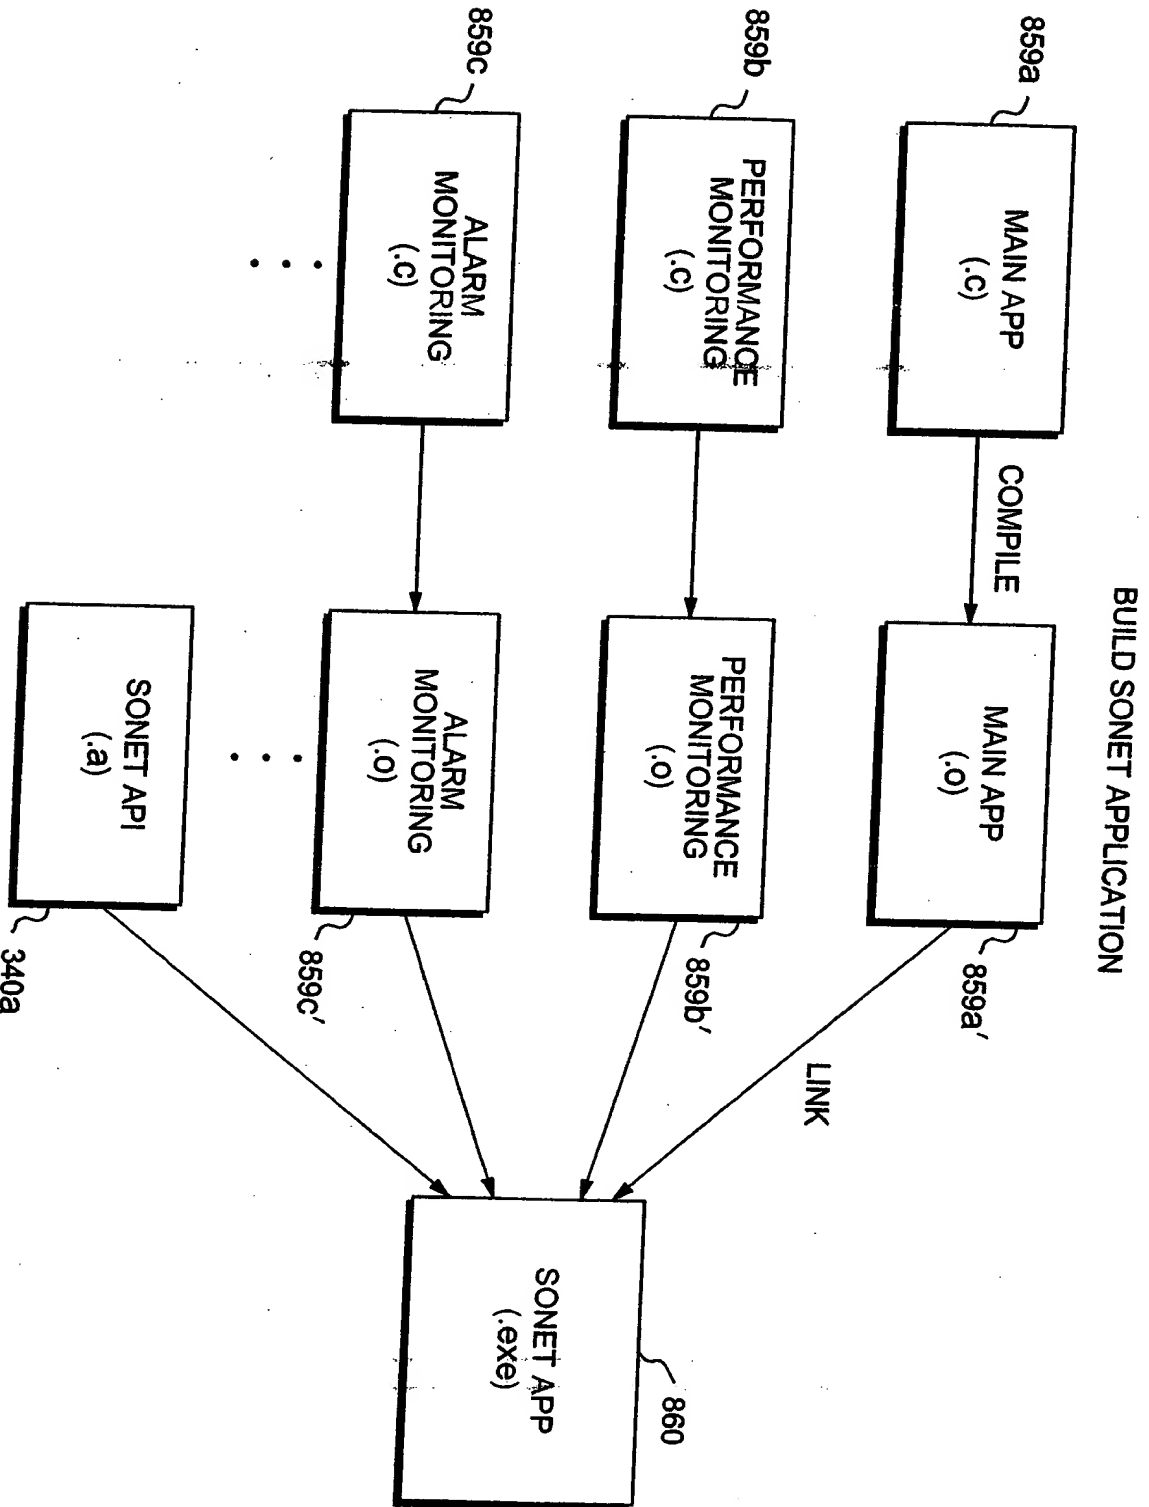 BUILD SONET APPLICATION
859a
MAIN APP
(.c)
COMPILE
MAIN APP
(.o)
859a′
859b
PERFORMANCE
MONITORING
(.c)
PERFORMANCE
MONITORING
(.o)
859b′
LINK
859c
ALARM
MONITORING
(.c)
ALARM
MONITORING
(.o)
859c′
SONET API
(.a)
340a
SONET APP
(.exe)
860